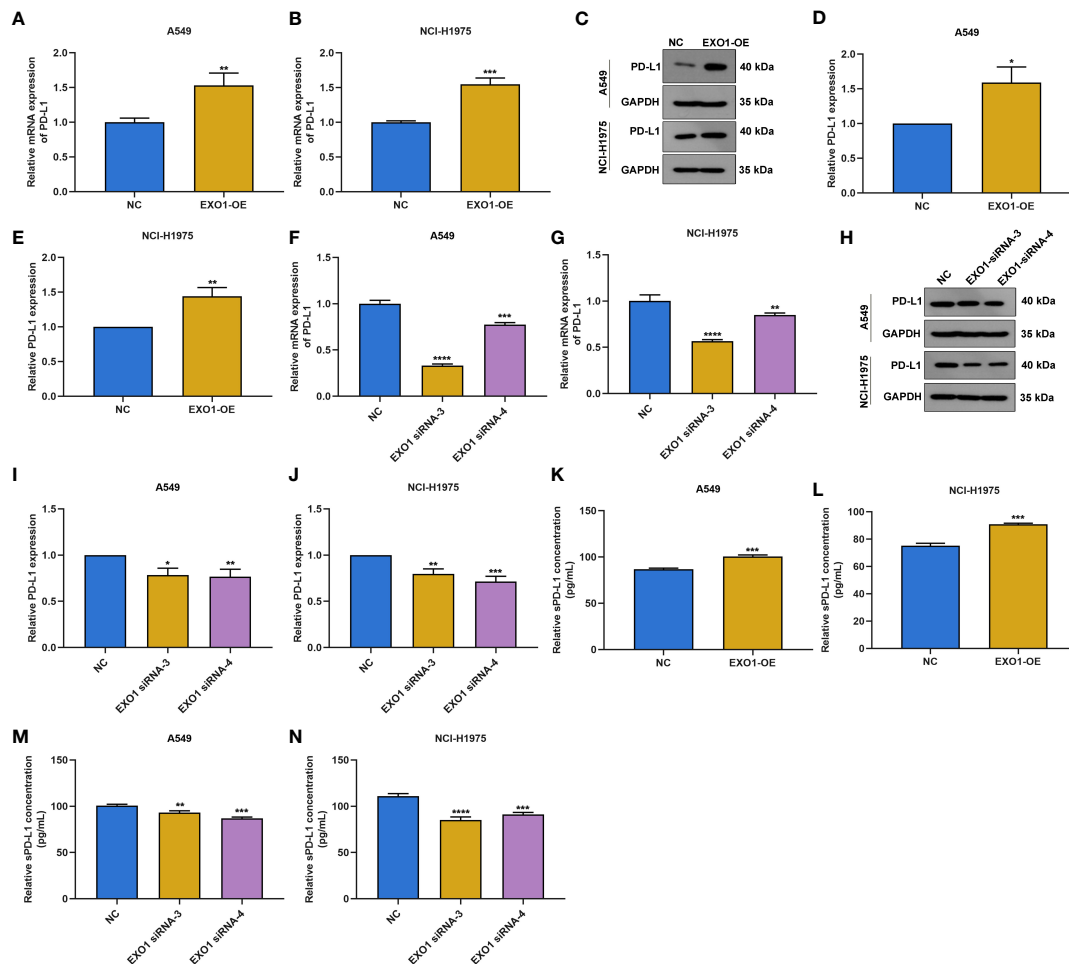 A
A549
Relative mRNA expression
of PD-L1
2.0
1.5
1.0
0.5
0.0
**
NC
EXO1-OE
B
NCI-H1975
Relative mRNA expression
of PD-L1
2.0
1.5
1.0
0.5
0.0
***
NC
EXO1-OE
C
NC
EXO1-OE
A549
PD-L1
40 kDa
GAPDH
35 kDa
NCI-H1975
PD-L1
40 kDa
GAPDH
35 kDa
D
A549
Relative PD-L1 expression
2.0
1.5
1.0
0.5
0.0
*
NC
EXO1-OE
E
NCI-H1975
Relative PD-L1 expression
2.0
1.5
1.0
0.5
0.0
**
NC
EXO1-OE
F
A549
Relative mRNA expression
of PD-L1
1.5
1.0
0.5
0.0
****
***
NC
EXO1 siRNA-3
EXO1 siRNA-4
G
NCI-H1975
Relative mRNA expression
of PD-L1
1.5
1.0
0.5
0.0
****
**
NC
EXO1 siRNA-3
EXO1 siRNA-4
H
NC
EXO1-siRNA-3
EXO1-siRNA-4
A549
PD-L1
40 kDa
GAPDH
35 kDa
NCI-H1975
PD-L1
40 kDa
GAPDH
35 kDa
I
A549
Relative PD-L1 expression
2.0
1.5
1.0
0.5
0.0
*
**
NC
EXO1 siRNA-3
EXO1 siRNA-4
J
NCI-H1975
Relative PD-L1 expression
2.0
1.5
1.0
0.5
0.0
**
***
NC
EXO1 siRNA-3
EXO1 siRNA-4
K
A549
Relative sPD-L1 concentration
(pg/mL)
150
100
50
0
***
NC
EXO1-OE
L
NCI-H1975
Relative sPD-L1 concentration
(pg/mL)
100
80
60
40
20
0
***
NC
EXO1-OE
M
A549
Relative sPD-L1 concentration
(pg/mL)
150
100
50
0
**
***
NC
EXO1 siRNA-3
EXO1 siRNA-4
N
NCI-H1975
Relative sPD-L1 concentration
(pg/mL)
150
100
50
0
****
***
NC
EXO1 siRNA-3
EXO1 siRNA-4